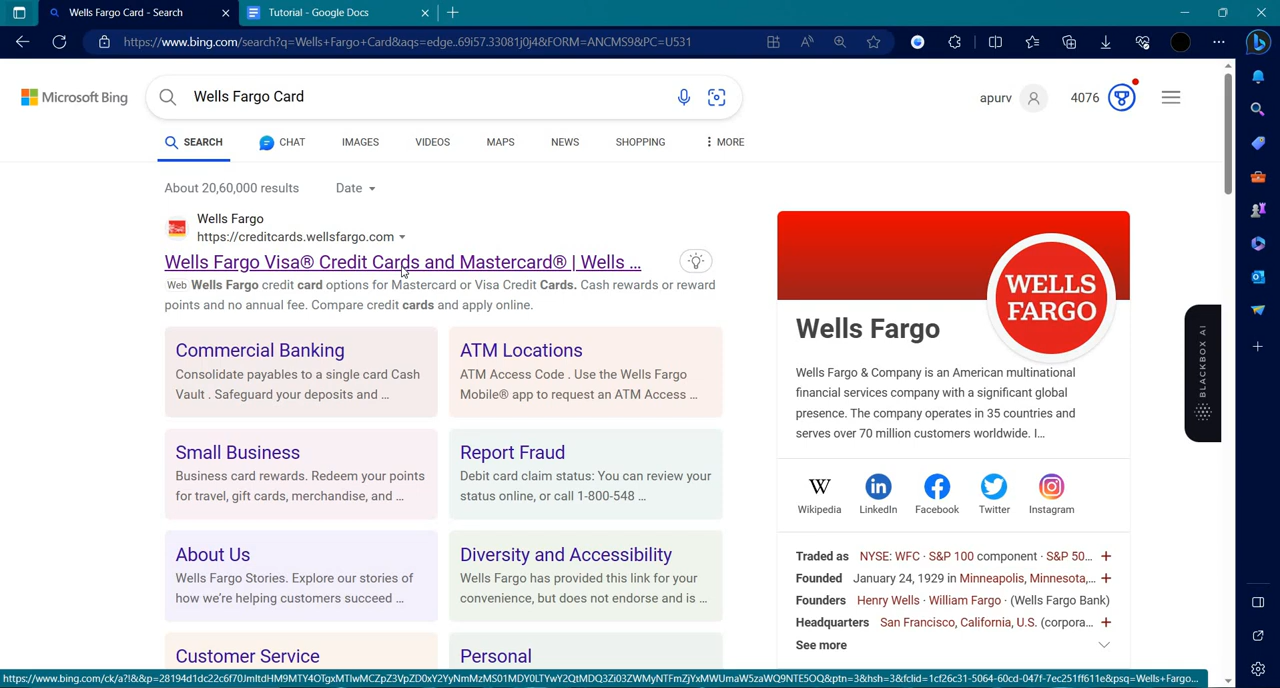 Wells Fargo Card - Search
Tutorial - Google Docs
https://www.bing.com/search?q=Wells+Fargo+Card&aqs=edge..69i57.33081j0j4&FORM=ANCMS9&PC=U531
Microsoft Bing
Wells Fargo Card
apurv
4076
SEARCH
CHAT
IMAGES
VIDEOS
MAPS
NEWS
SHOPPING
MORE
About 20,60,000 results
Date
Wells Fargo
https://creditcards.wellsfargo.com
Wells Fargo Visa® Credit Cards and Mastercard® | Wells ...
Web Wells Fargo credit card options for Mastercard or Visa Credit Cards. Cash rewards or reward
points and no annual fee. Compare credit cards and apply online.
Commercial Banking
Consolidate payables to a single card Cash
Vault . Safeguard your deposits and ...
ATM Locations
ATM Access Code . Use the Wells Fargo
Mobile® app to request an ATM Access ...
Small Business
Business card rewards. Redeem your points
for travel, gift cards, merchandise, and ...
Report Fraud
Debit card claim status: You can review your
status online, or call 1-800-548 ...
About Us
Wells Fargo Stories. Explore our stories of
how we're helping customers succeed ...
Diversity and Accessibility
Wells Fargo has provided this link for your
convenience, but does not endorse and is ...
Customer Service
Personal
WELLS
FARGO
Wells Fargo
Wells Fargo & Company is an American multinational
financial services company with a significant global
presence. The company operates in 35 countries and
serves over 70 million customers worldwide. I...
Wikipedia
LinkedIn
Facebook
Twitter
Instagram
Traded as NYSE: WFC · S&P 100 component · S&P 50...
Founded January 24, 1929 in Minneapolis, Minnesota,...
Founders Henry Wells · William Fargo · (Wells Fargo Bank)
Headquarters San Francisco, California, U.S. (corpora...
See more
BLACKBOX AI